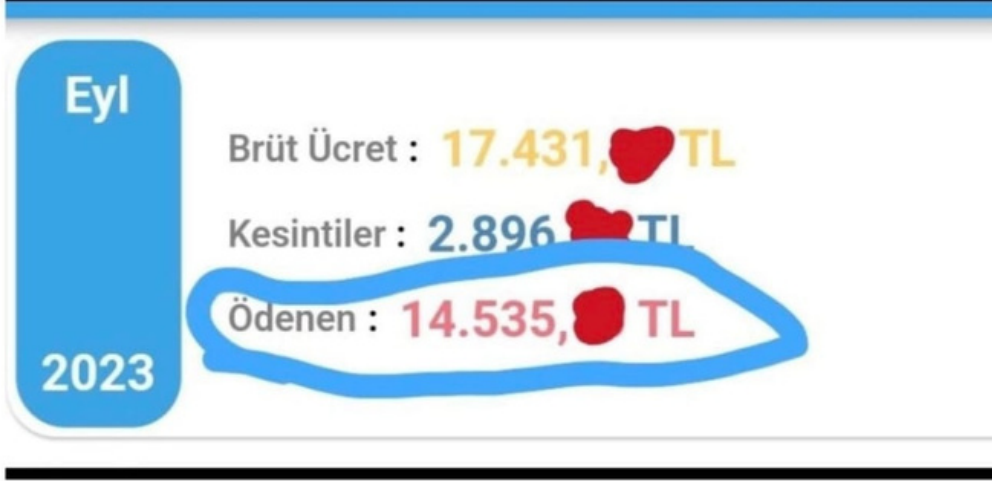 Eyl
2023
Brüt Ücret : 17.431, TL
Kesintiler : 2.896 TL
Ödenen : 14.535, TL